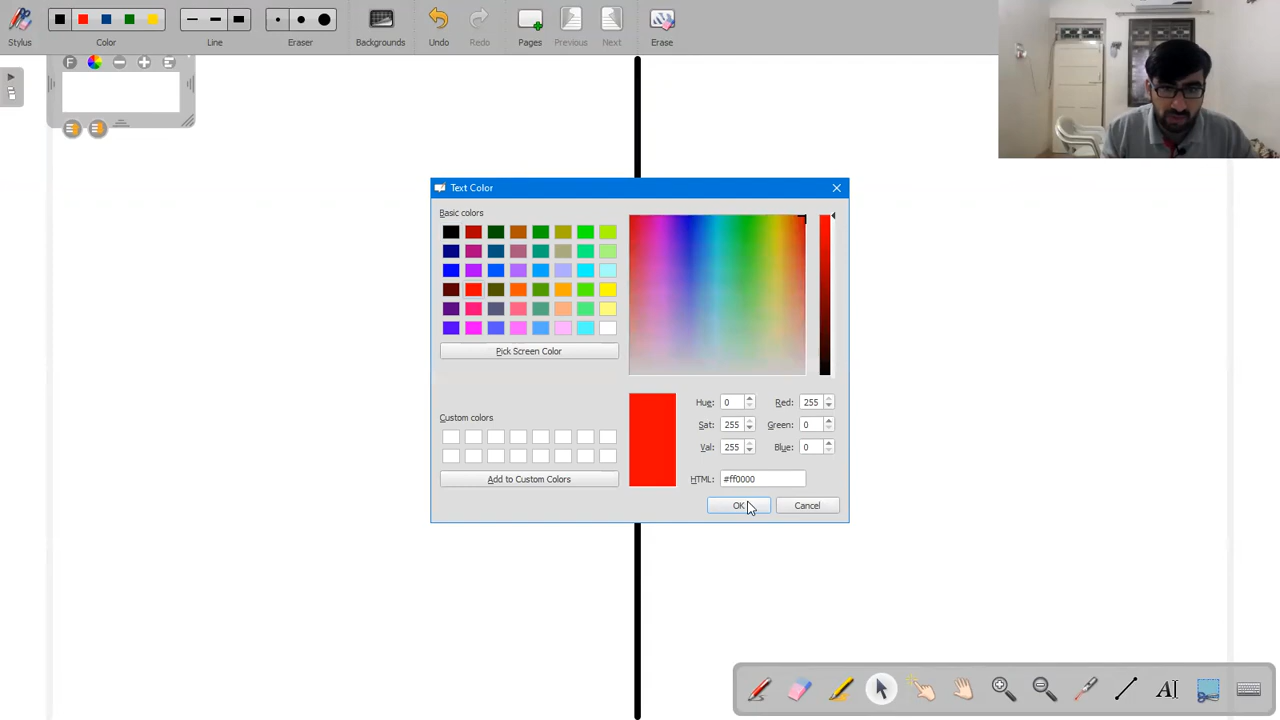 Stylus
Color
Line
Eraser
Backgrounds
Undo
Redo
Pages
Previous
Next
Erase
F
Text Color
Basic colors
Pick Screen Color
Custom colors
Add to Custom Colors
Hue: 0
Red: 255
Sat: 255
Green: 0
Val: 255
Blue: 0
HTML: #ff0000
OK
Cancel
AI